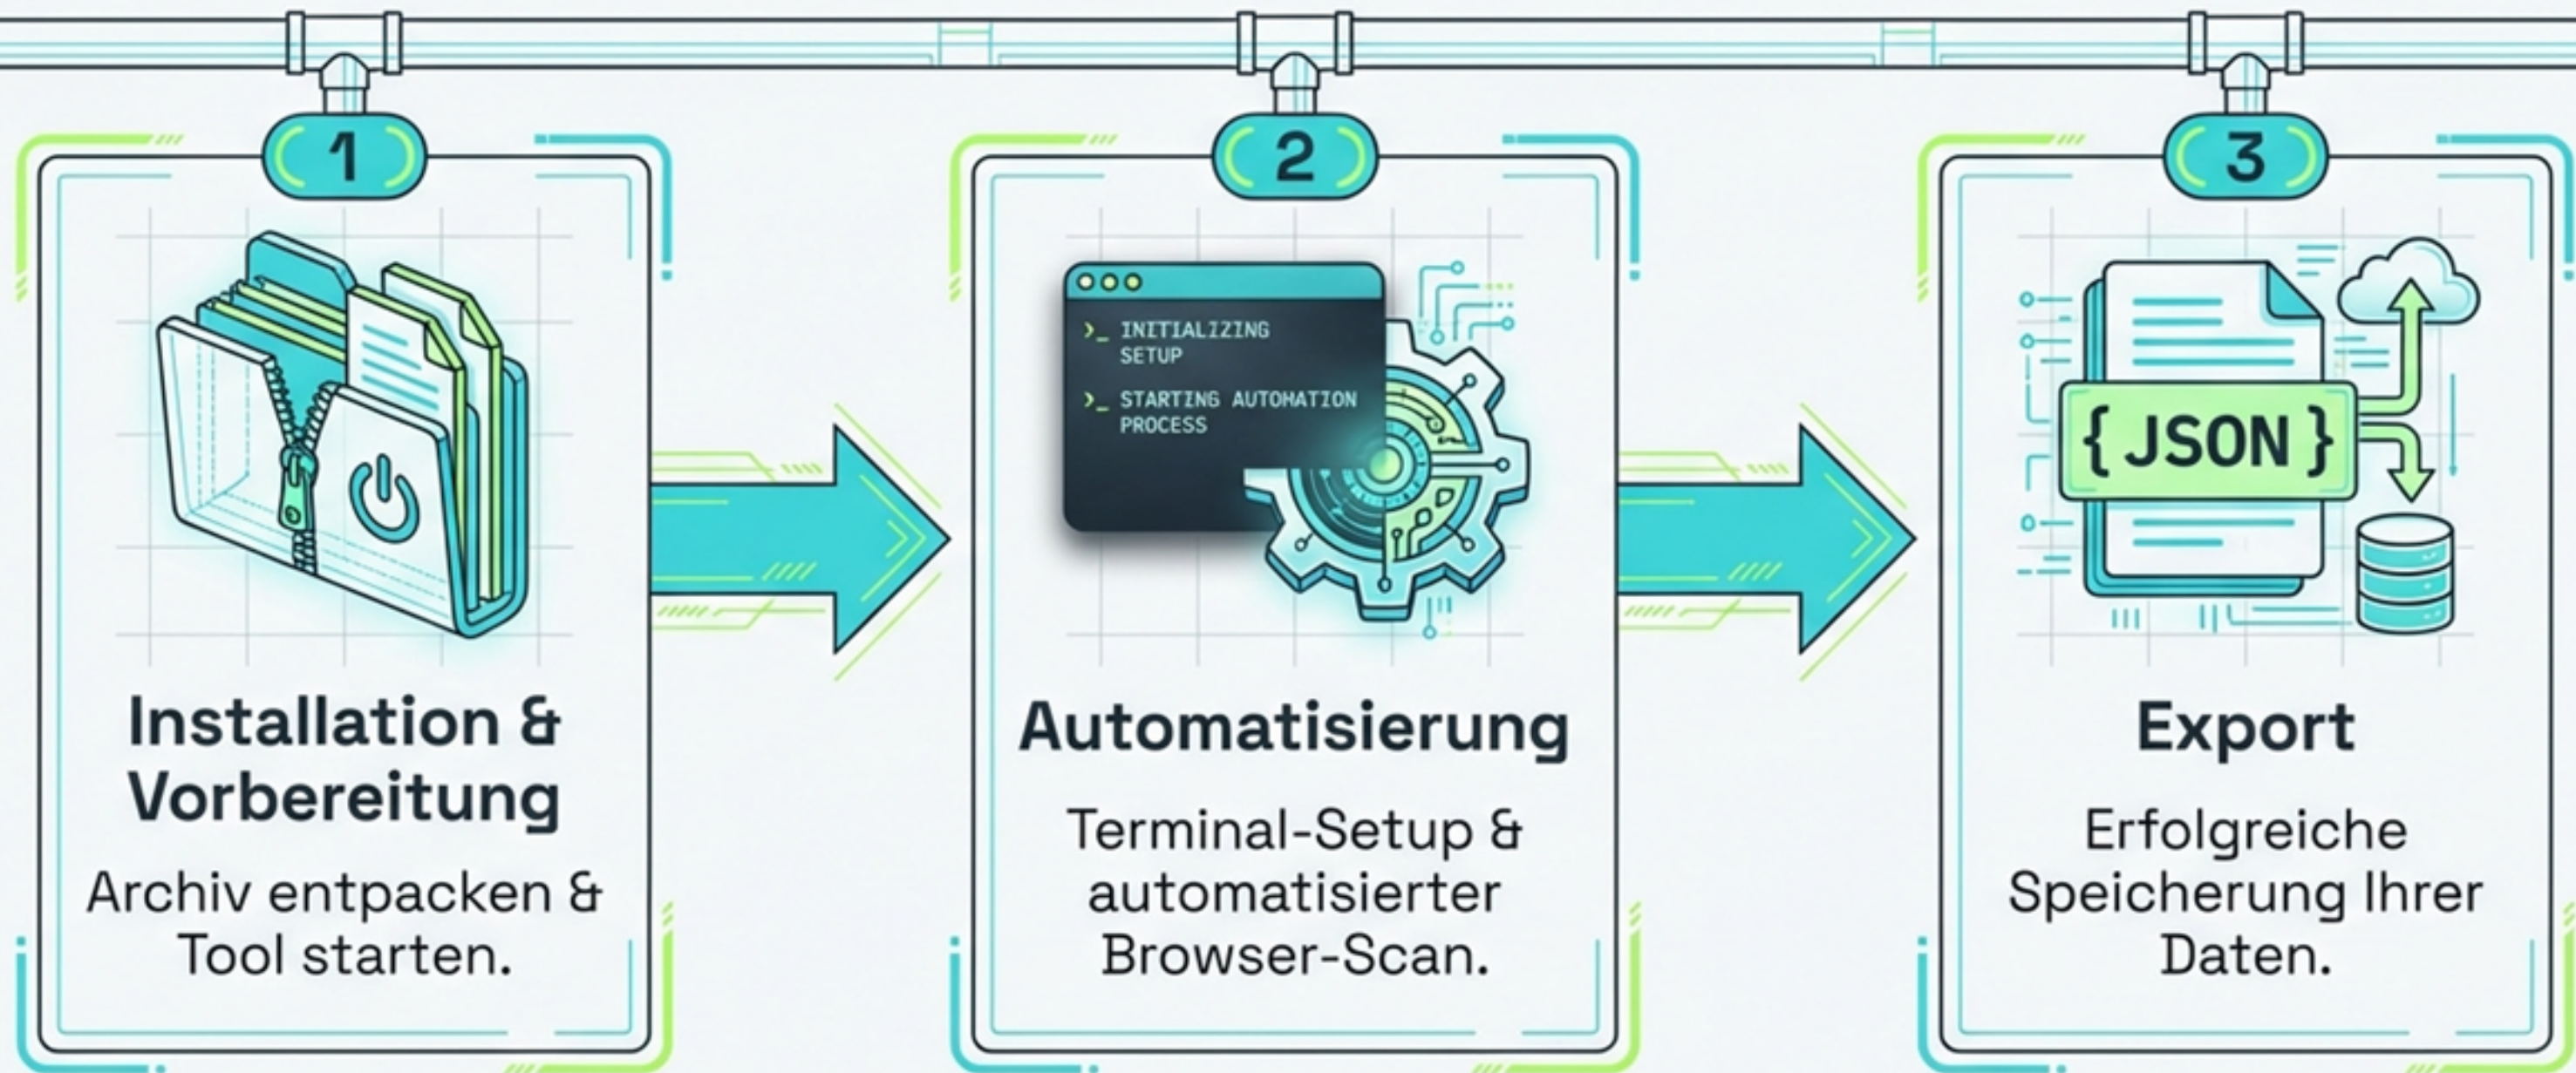 1
Installation &
Vorbereitung
Archiv entpacken &
Tool starten.
2
>_ INITIALIZING
SETUP
>_ STARTING AUTOHATION
PROCESS
Automatisierung
Terminal-Setup &
automatisierter
Browser-Scan.
3
{ JSON }
Export
Erfolgreiche
Speicherung Ihrer
Daten.